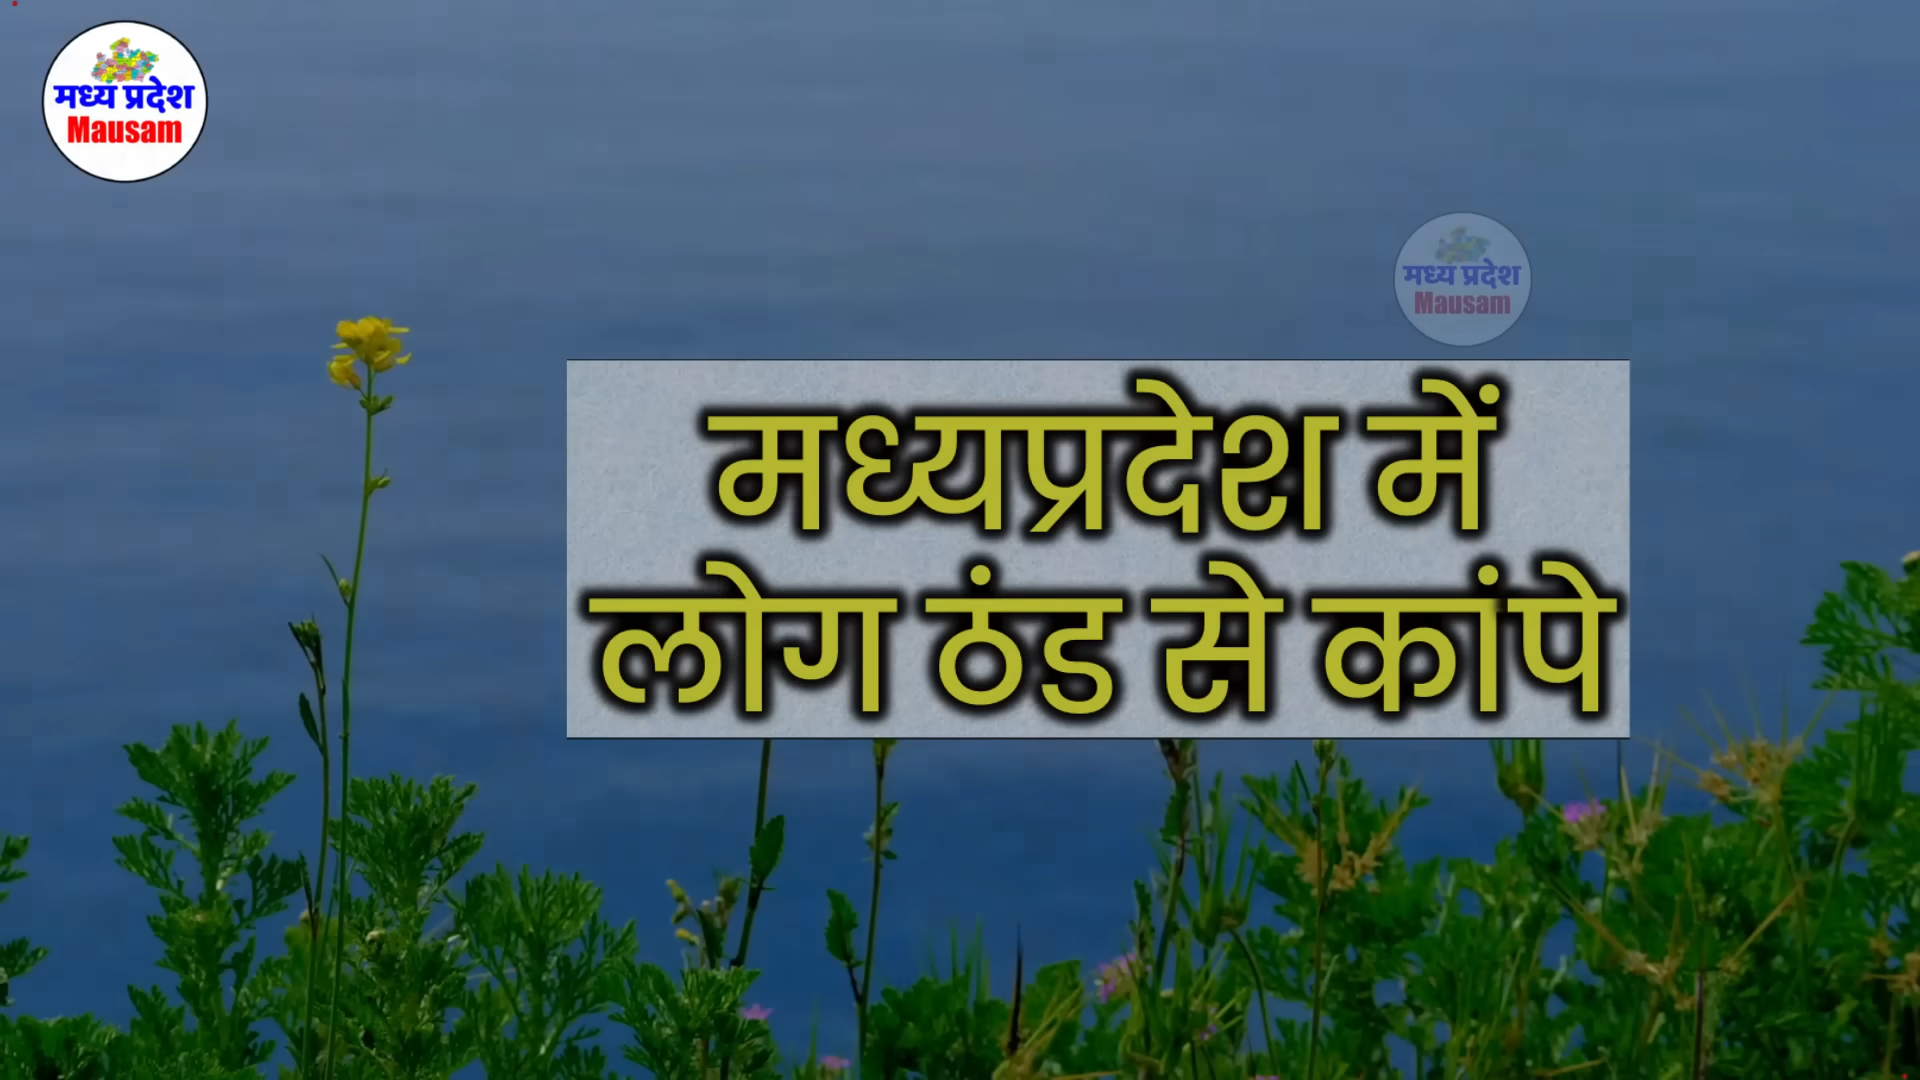 मध्य प्रदेश
Mausam
मध्य प्रदेश
Mausam
मध्यप्रदेश में
लोग ठंड से कांपे